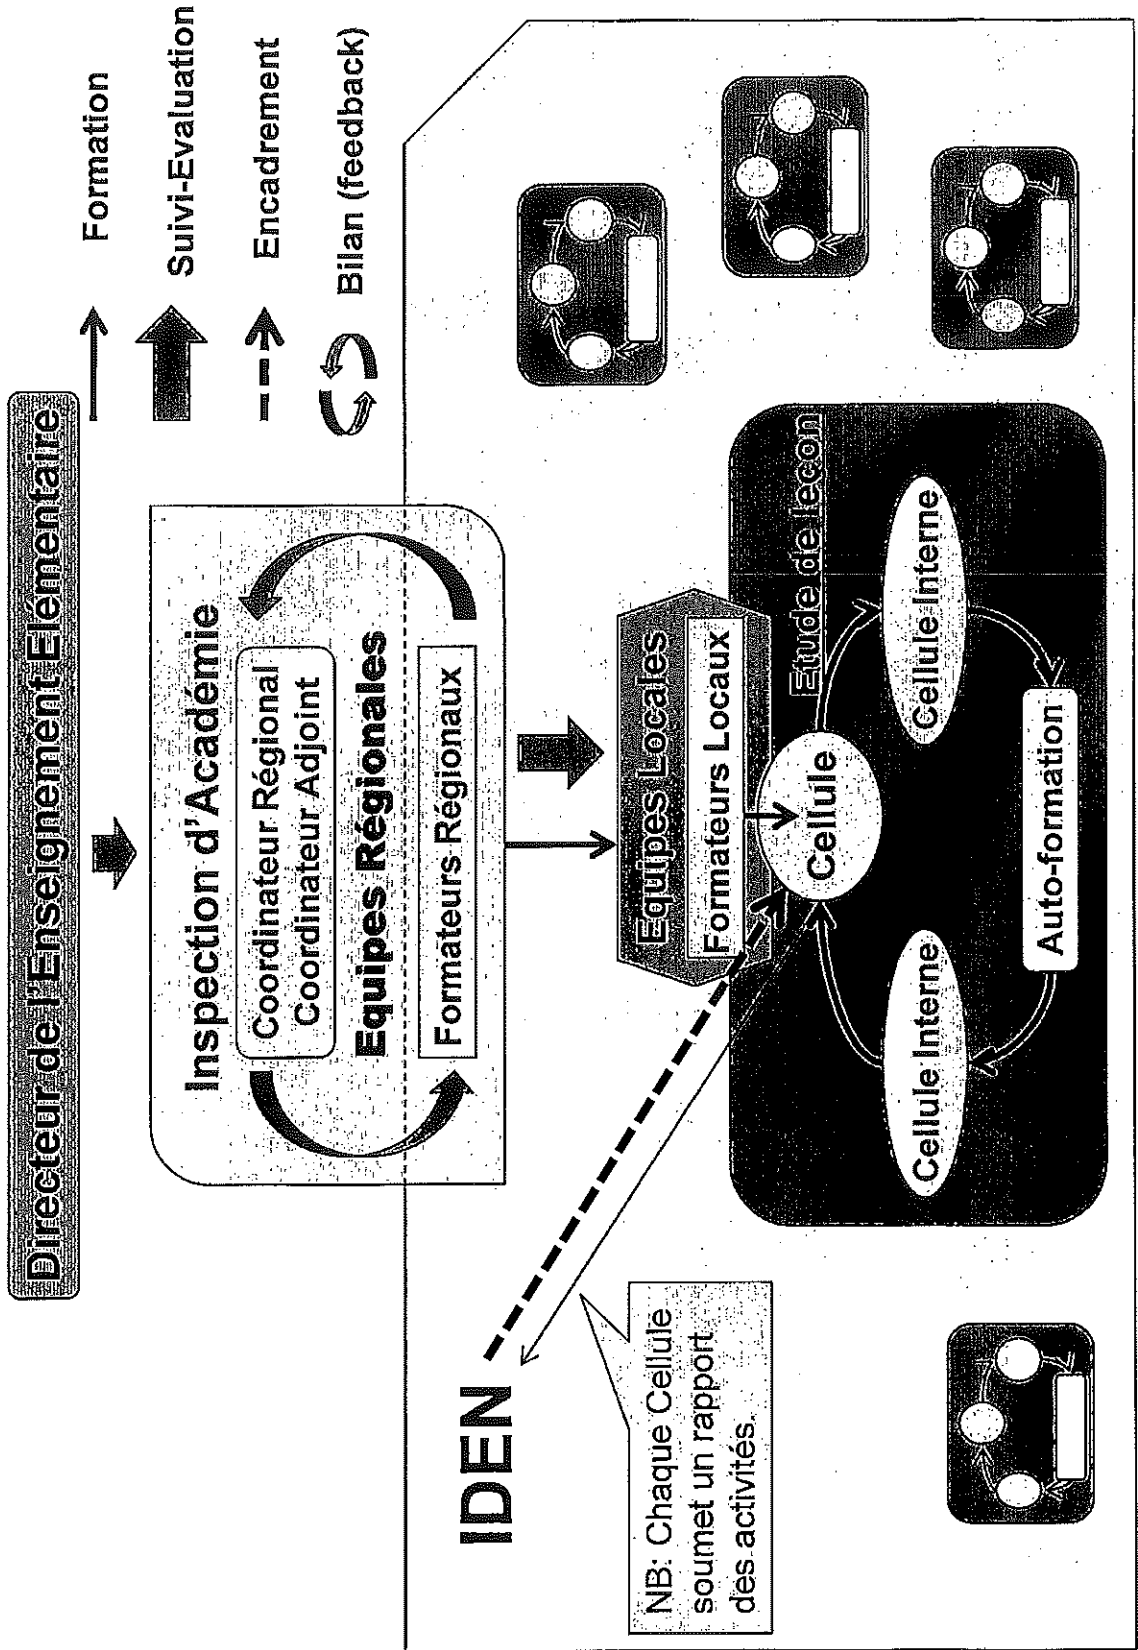 Directeur de l'Enseignement Elémentaire
Formation
Suivi-Evaluation
Encadrement
Bilan (feedback)
Inspection d'Académie
Coordinateur Régional
Coordinateur Adjoint
Equipes Régionales
Formateurs Régionaux
IDEN
NB: Chaque Cellule
soumet un rapport
des activités.
Equipes Locales
Formateurs Locaux
Etude de leçon
Cellule
Cellule Interne
Cellule Interne
Auto-formation